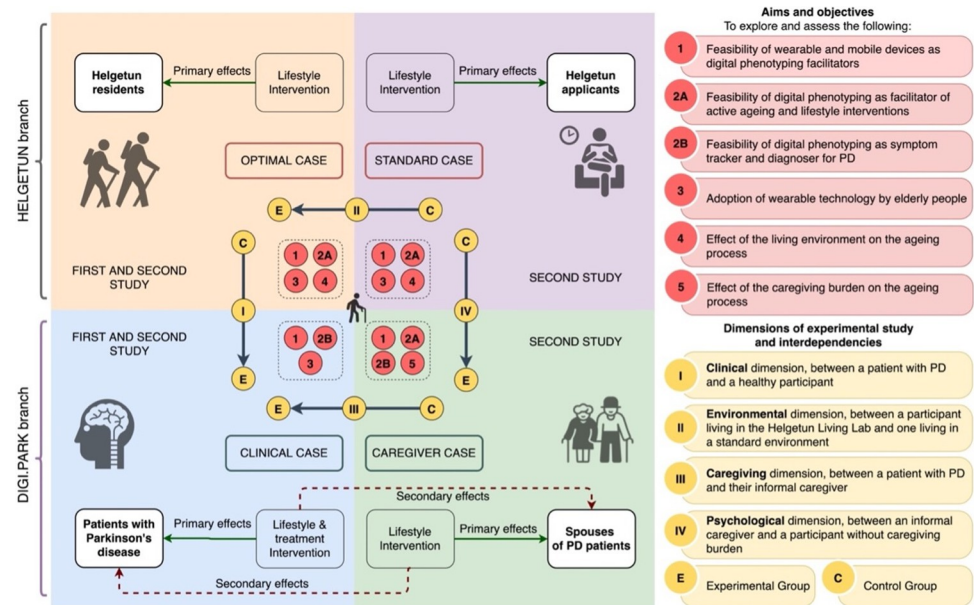 HELGETUN branch
Helgetun
residents
Primary effects
Lifestyle
Intervention
Lifestyle
Intervention
Primary effects
Helgetun
applicants
OPTIMAL CASE
STANDARD CASE
E
II
C
C
C
1
2A
3
4
1
2A
3
4
FIRST AND SECOND
STUDY
SECOND STUDY
I
IV
DIGI.PARK branch
FIRST AND SECOND
STUDY
SECOND STUDY
1
2B
3
1
2A
2B
5
E
E
E
III
C
CLINICAL CASE
CAREGIVER CASE
Secondary effects
Patients with
Parkinson's
disease
Primary effects
Lifestyle &
treatment
Intervention
Lifestyle
Intervention
Primary effects
Spouses
of PD patients
Secondary effects
Aims and objectives
To explore and assess the following:
1
Feasibility of wearable and mobile devices as
digital phenotyping facilitators
2A
Feasibility of digital phenotyping as facilitator of
active ageing and lifestyle interventions
2B
Feasibility of digital phenotyping as symptom
tracker and diagnoser for PD
3
Adoption of wearable technology by elderly people
4
Effect of the living environment on the ageing
process
5
Effect of the caregiving burden on the ageing
process
Dimensions of experimental study
and interdependencies
I
Clinical dimension, between a patient with PD
and a healthy participant
II
Environmental dimension, between a participant
living in the Helgetun Living Lab and one living in
a standard environment
III
Caregiving dimension, between a patient with PD
and their informal caregiver
IV
Psychological dimension, between an informal
caregiver and a participant without caregiving
burden
E
Experimental Group
C
Control Group